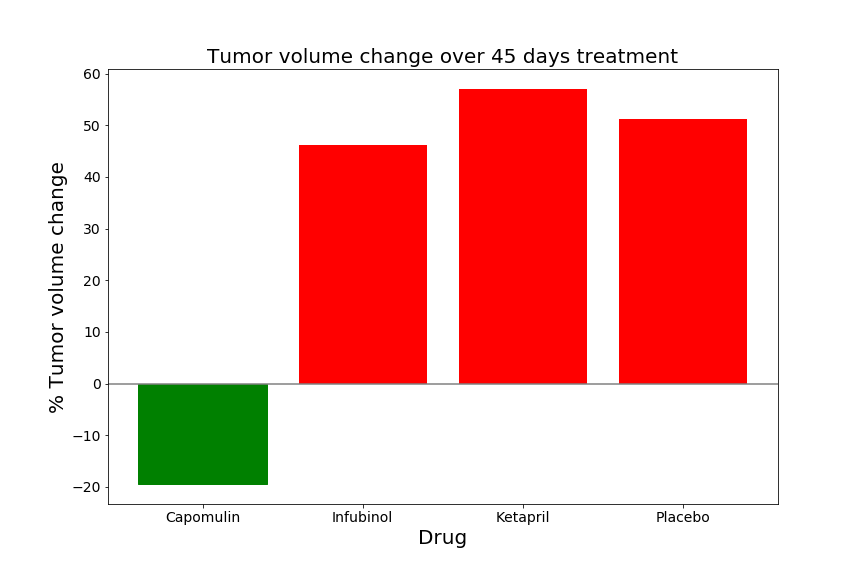 Tumor volume change over 45 days treatment
% Tumor volume change
60
50
40
30
20
10
0
−10
−20
Capomulin Infubinol Ketapril Placebo
Drug